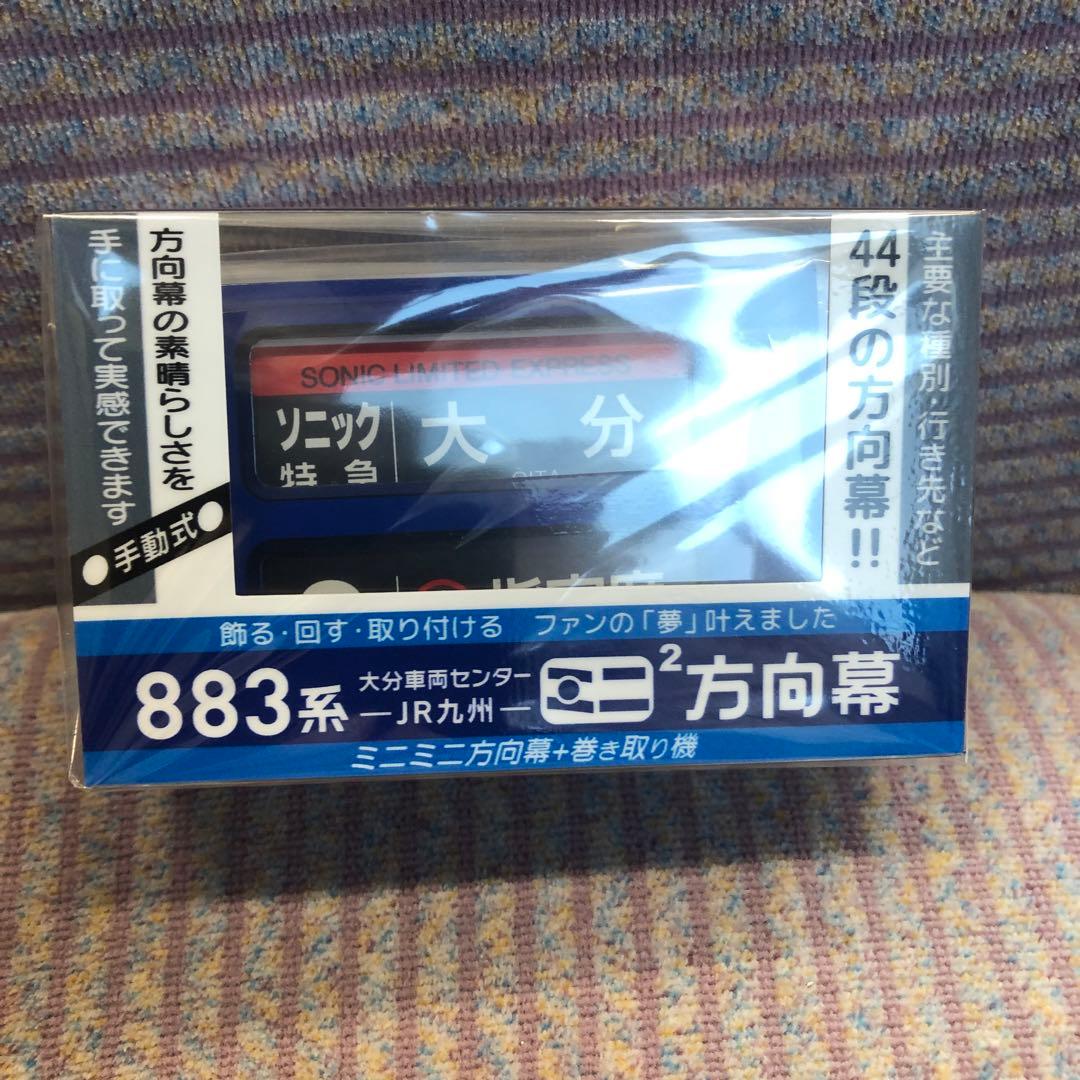 方向幕の素晴らしさを
手に取って実感できます
●手動式●
主要な種別・行き先など
44段の方向幕!!
SONIC LIMITED EXPRESS
ソニック
特急
大分
OITA
飾る・回す・取り付ける ファンの「夢」叶えました
883系
大分車両センター
―JR九州―
2方向幕
ミニミニ方向幕+巻き取り機